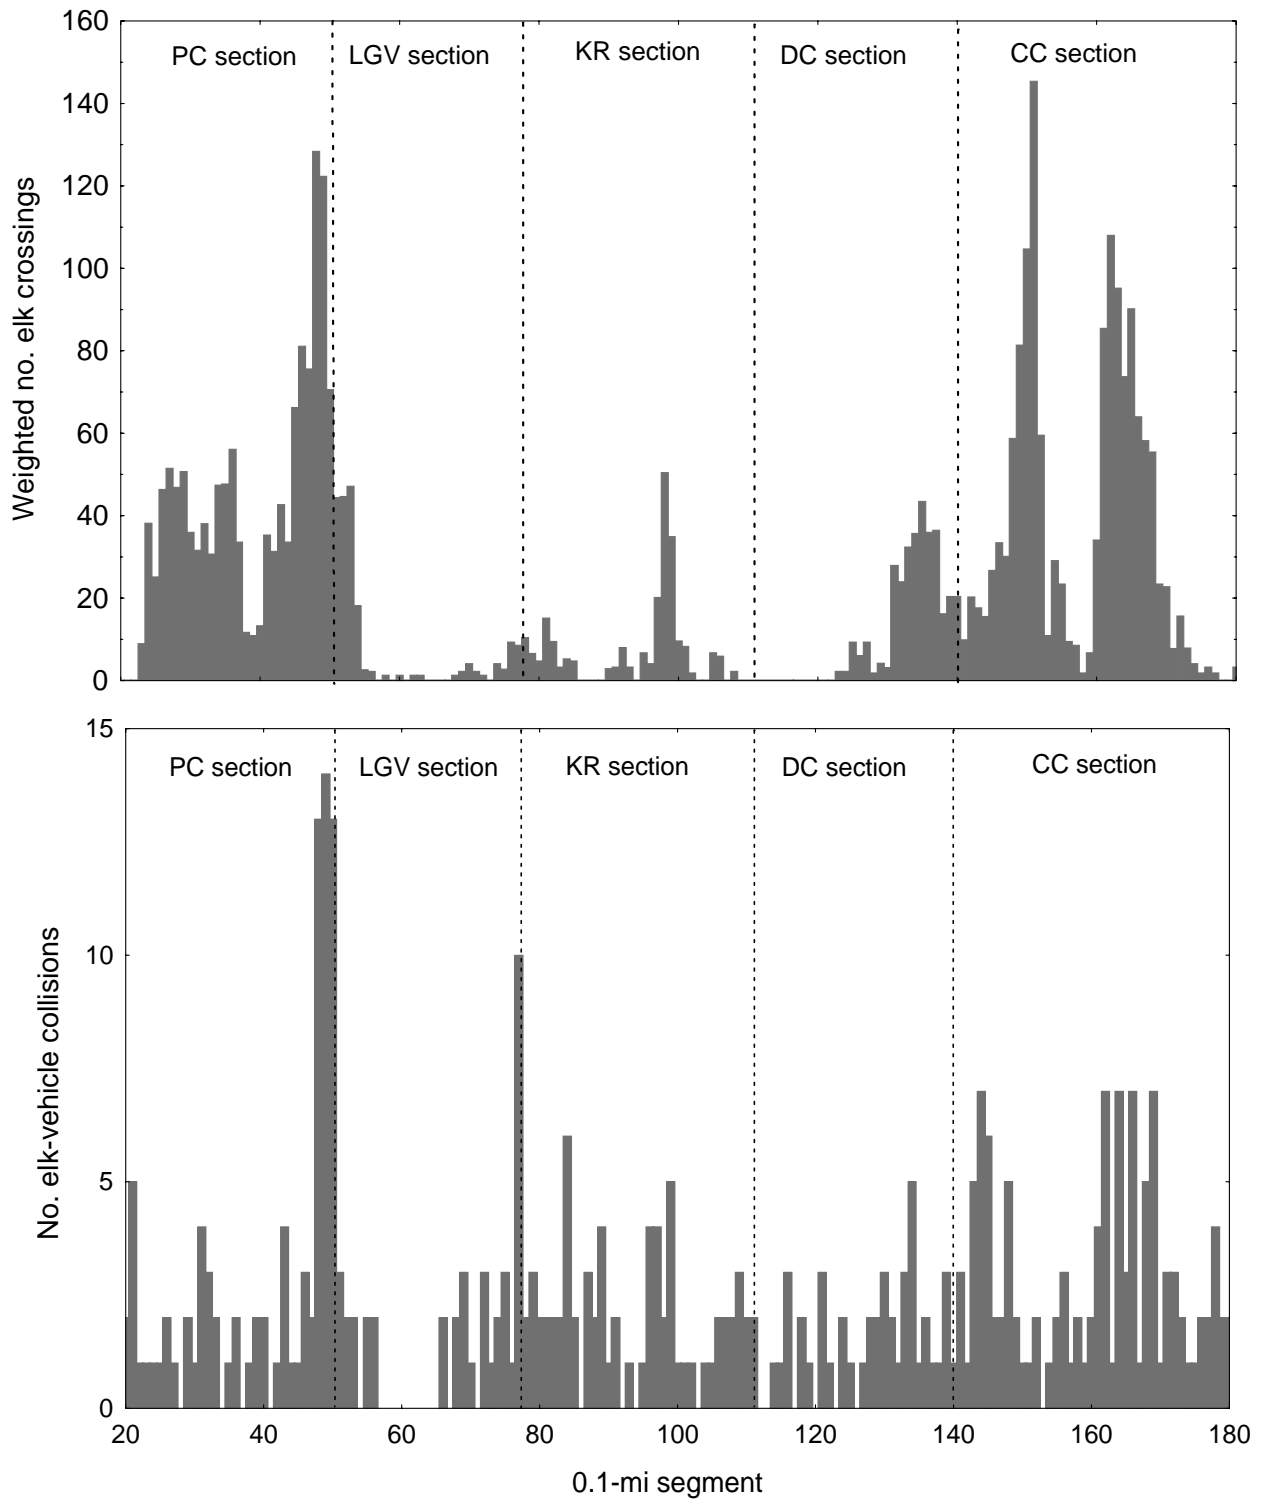 160
140
120
100
80
60
40
20
0
Weighted no. elk crossings
PC section
LGV section
KR section
DC section
CC section
15
10
5
0
No. elk-vehicle collisions
PC section
LGV section
KR section
DC section
CC section
20 40 60 80 100 120 140 160 180
0.1-mi segment